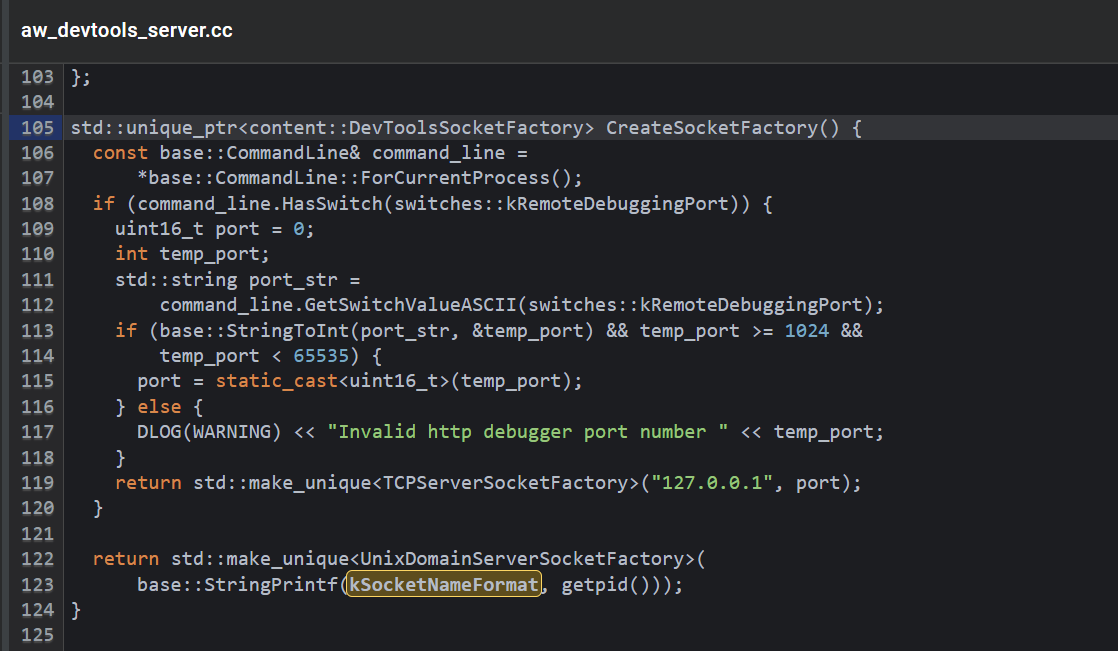 aw_devtools_server.cc
103 };
104
105 std::unique_ptr<content::DevToolsSocketFactory> CreateSocketFactory() {
106   const base::CommandLine& command_line =
107       *base::CommandLine::ForCurrentProcess();
108   if (command_line.HasSwitch(switches::kRemoteDebuggingPort)) {
109     uint16_t port = 0;
110     int temp_port;
111     std::string port_str =
112         command_line.GetSwitchValueASCII(switches::kRemoteDebuggingPort);
113     if (base::StringToInt(port_str, &temp_port) && temp_port >= 1024 &&
114         temp_port < 65535) {
115       port = static_cast<uint16_t>(temp_port);
116     } else {
117       DLOG(WARNING) << "Invalid http debugger port number " << temp_port;
118     }
119     return std::make_unique<TCPServerSocketFactory>("127.0.0.1", port);
120   }
121
122   return std::make_unique<UnixDomainServerSocketFactory>(
123       base::StringPrintf(kSocketNameFormat, getpid()));
124 }
125